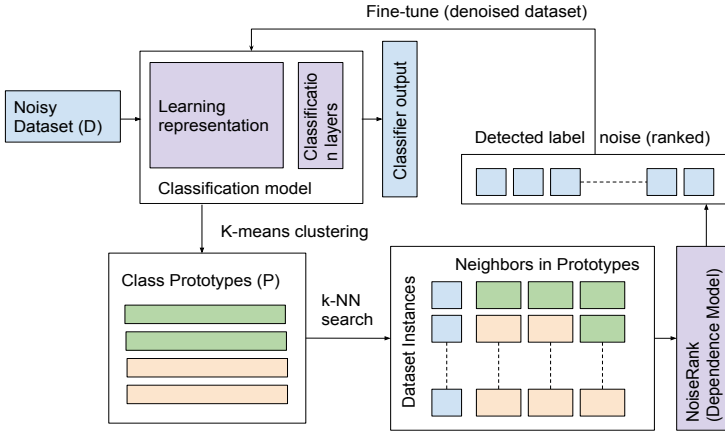 Fine-tune (denoised dataset)
Noisy
Dataset (D)
Learning
representation
Classificatio
n layers
Classification model
Classifier output
Detected label noise (ranked)
K-means clustering
Class Prototypes (P)
k-NN
search
Neighbors in Prototypes
Dataset Instances
NoiseRank
(Dependence Model)